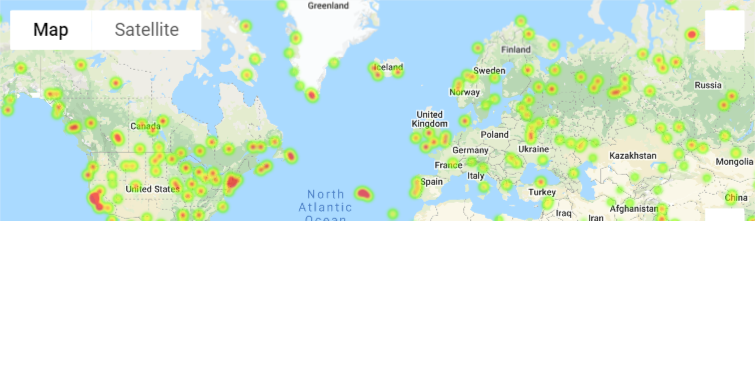 Greenland
Map
Satellite
Iceland
Finland
Sweden
Norway
Russia
Canada
United
Kingdom
Poland
Germany
Ukraine
Kazakhstan
Mongolia
France
Italy
Spain
United States
Turkey
North
Atlantic
Ocean
Iraq
Iran
Afghanistan
China